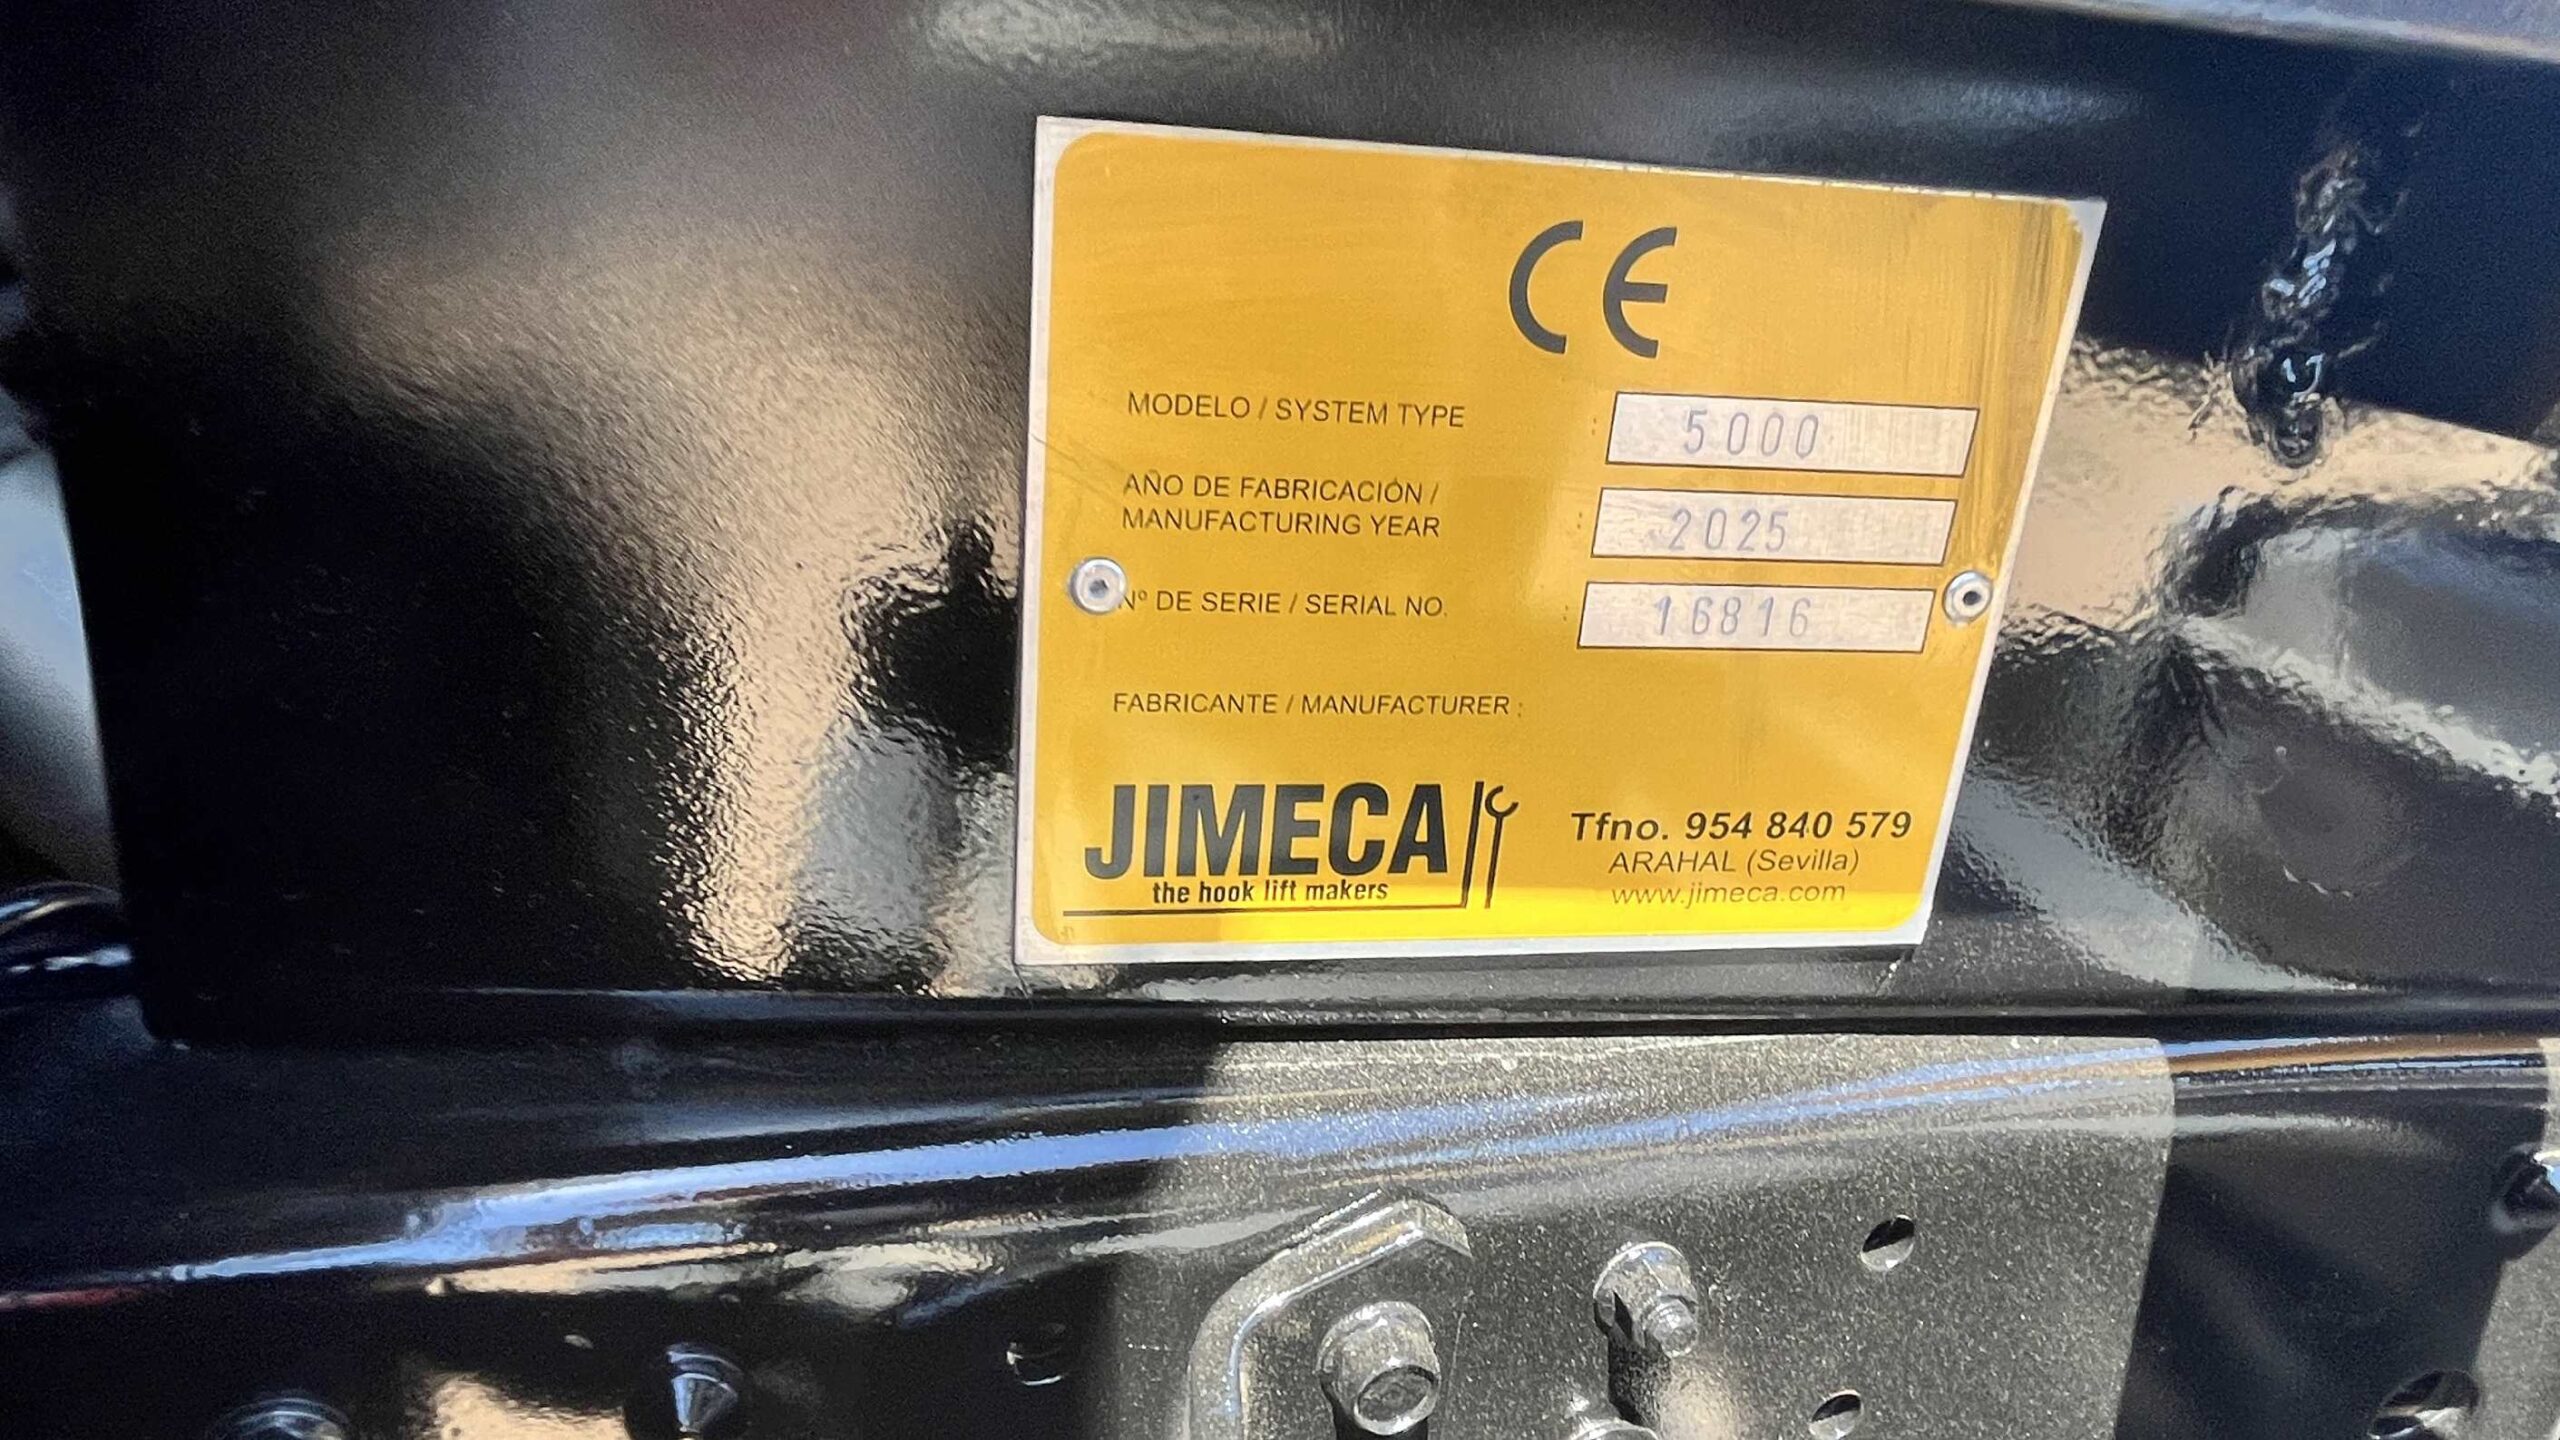 CE
MODELO / SYSTEM TYPE : 5000
AÑO DE FABRICACIÓN /
MANUFACTURING YEAR : 2025
Nº DE SERIE / SERIAL NO. : 16816
FABRICANTE / MANUFACTURER :
JIMECA
the hook lift makers
Tfno. 954 840 579
ARAHAL (Sevilla)
www.jimeca.com